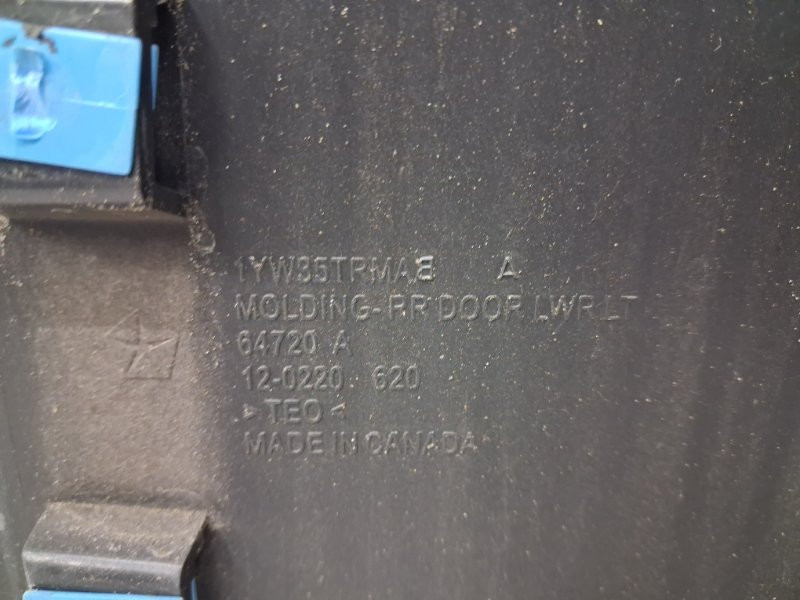 1YW35TRMAB A
MOLDING-RR DOOR LWR LT
64720 A
12-0220 620
>TEO<
MADE IN CANADA